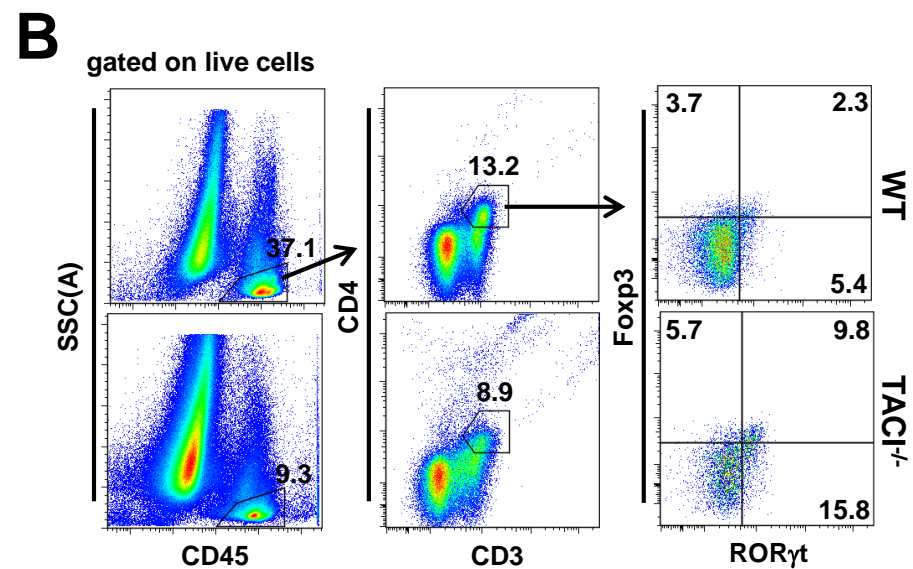 B
gated on live cells
SSC(A)
37.1
9.3
CD45
CD4
13.2
8.9
CD3
Foxp3
3.7 2.3
5.4
5.7 9.8
15.8
RORγt
WT
TACI-/-